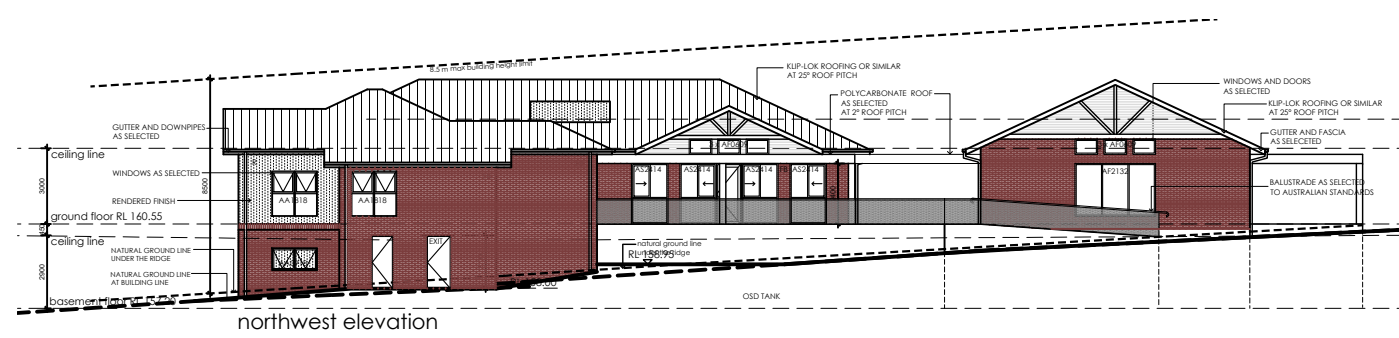 8.5 m max building height limit
KLIP-LOK ROOFING OR SIMILAR
AT 25° ROOF PITCH
POLYCARBONATE ROOF
AS SELECTED
AT 2° ROOF PITCH
WINDOWS AND DOORS
AS SELECTED
KLIP-LOK ROOFING OR SIMILAR
AT 25° ROOF PITCH
GUTTER AND FASCIA
AS SELECETED
GUTTER AND DOWNPIPES
AS SELECTED
ceiling line
WINDOWS AS SELECTED
3000
8500
RENDERED FINISH
AA1818
AA1818
AS2414
AS2414
AS2414
AS2414
AF2132
BALUSTRADE AS SELECTED
TO AUSTRALIAN STANDARDS
ground floor RL 160.55
ceiling line
EXIT
NATURAL GROUND LINE
UNDER THE RIDGE
natural ground line
2900
NATURAL GROUND LINE
AT BUILDING LINE
basement floor RL
OSD TANK
northwest elevation